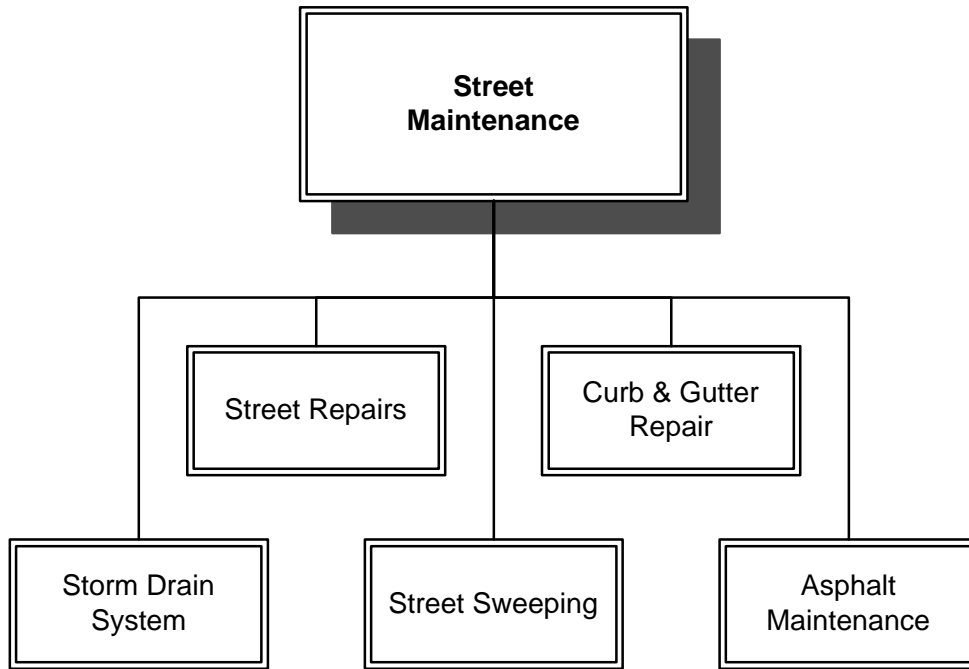 Street
Maintenance
Street Repairs
Curb & Gutter
Repair
Storm Drain
System
Street Sweeping
Asphalt
Maintenance